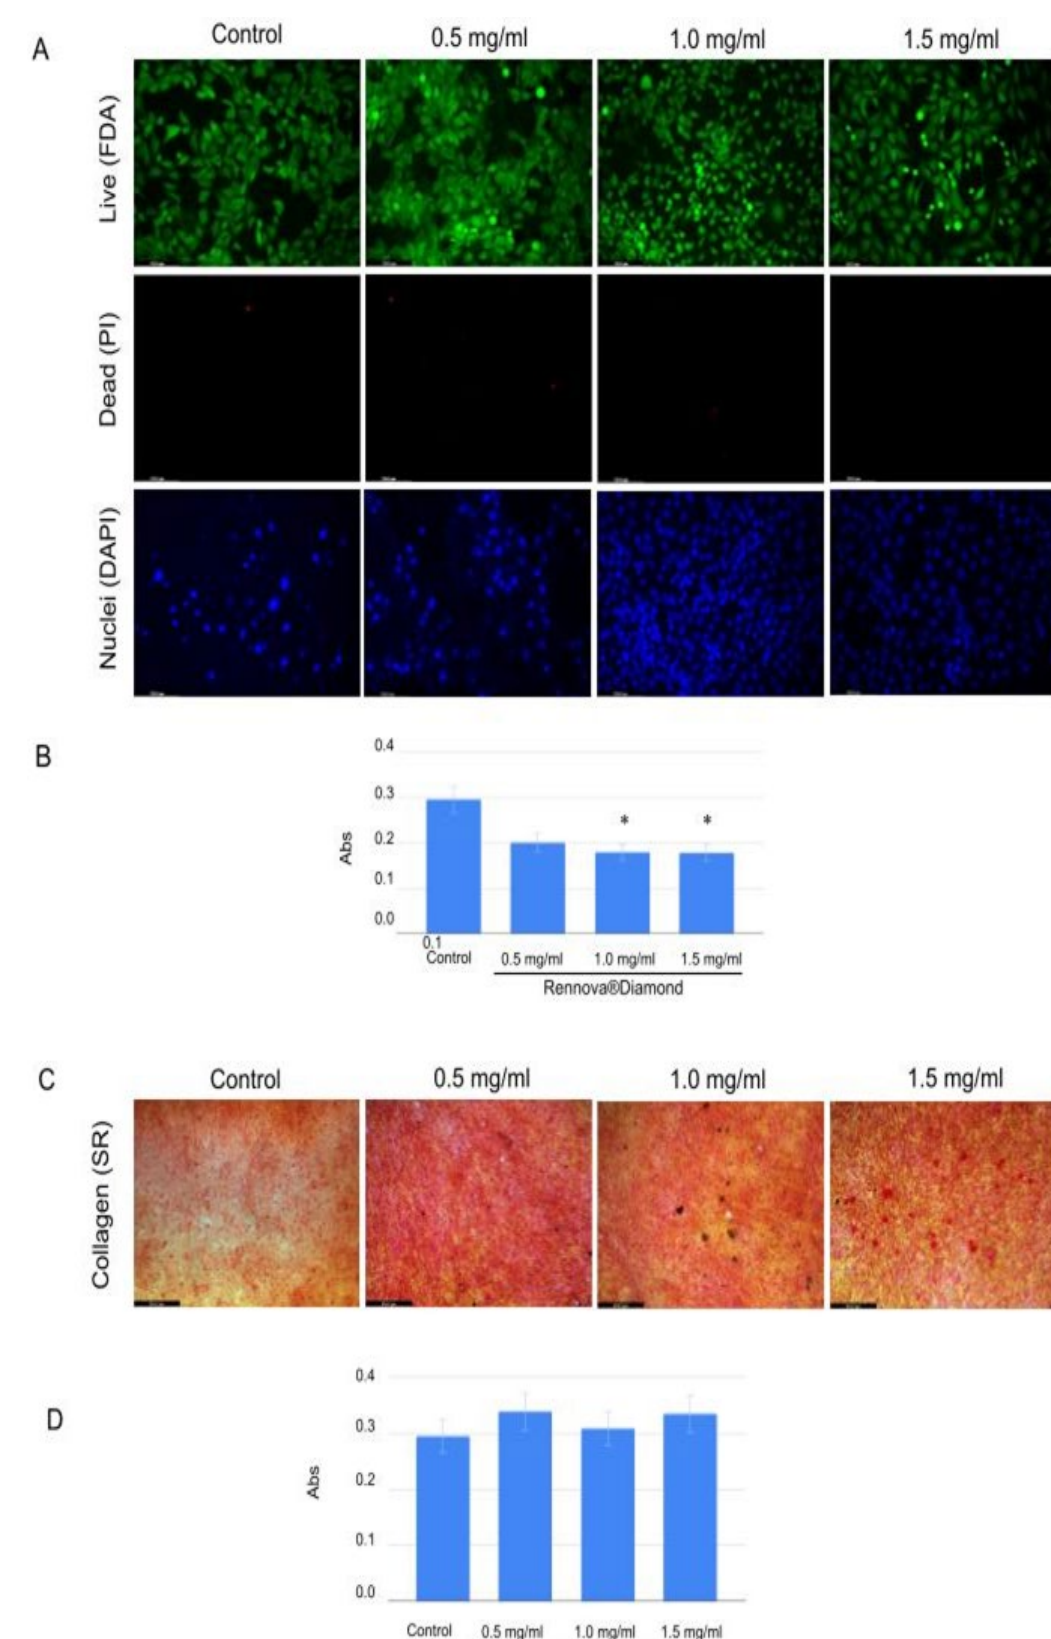 A
Control 0.5 mg/ml 1.0 mg/ml 1.5 mg/ml
Live (FDA)
Dead (PI)
Nuclei (DAPI)
B
Abs
0.4
0.3
0.2
0.1
0.0
0.1
Control 0.5 mg/ml 1.0 mg/ml 1.5 mg/ml
* *
Rennova®Diamond
C
Control 0.5 mg/ml 1.0 mg/ml 1.5 mg/ml
Collagen (SR)
D
Abs
0.4
0.3
0.2
0.1
0.0
Control 0.5 mg/ml 1.0 mg/ml 1.5 mg/ml